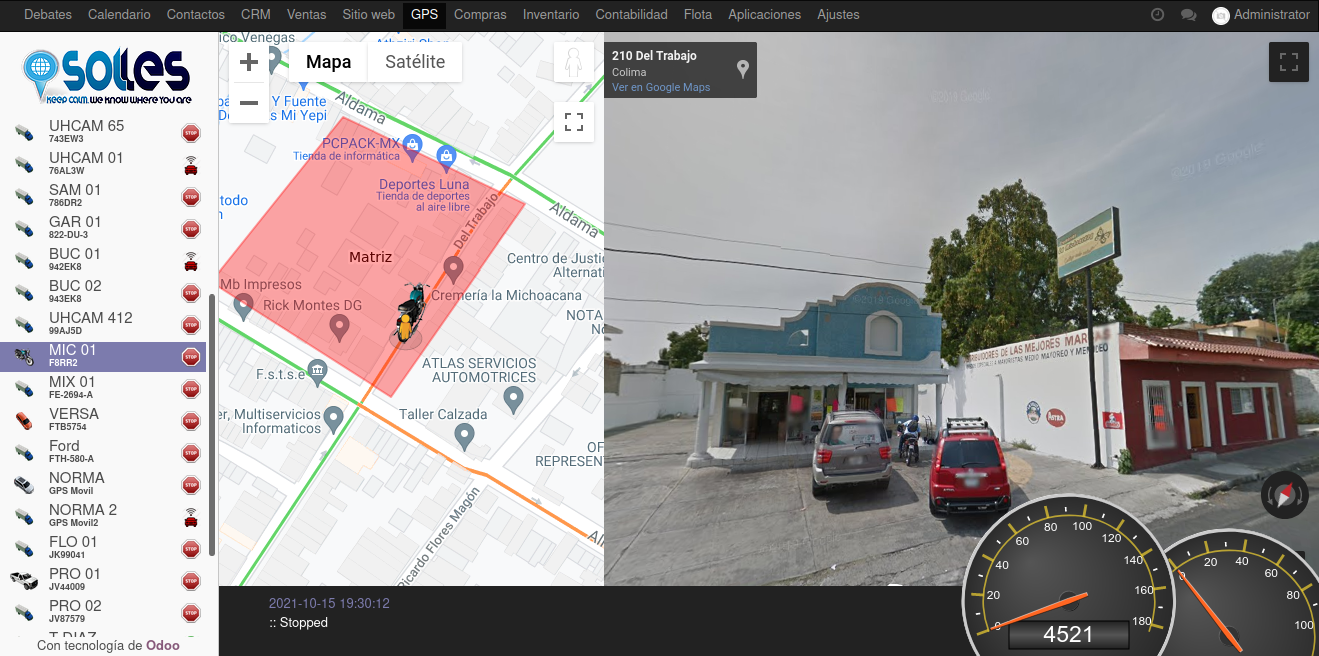 Debates Calendario Contactos CRM Ventas Sitio web GPS Compras Inventario Contabilidad Flota Aplicaciones Ajustes Administrator
SOLLES
KEEP CALM. WE KNOW WHERE YOU ARE
UHCAM 65
743EW3
UHCAM 01
76AL3W
SAM 01
786DR2
GAR 01
822-DU-3
BUC 01
942EK8
BUC 02
943EK8
UHCAM 412
99AJ5D
MIC 01
F8RR2
MIX 01
FE-2694-A
VERSA
FTB5754
Ford
FTH-580-A
NORMA
GPS Movil
NORMA 2
GPS Movil2
FLO 01
JK99041
PRO 01
JV44009
PRO 02
JV87579
T DIAZ
STOP
STOP
STOP
STOP
STOP
STOP
STOP
STOP
STOP
STOP
STOP
STOP
STOP
Con tecnología de Odoo
ico Venegas
+
−
Mapa Satélite
Y Fuente
s Mi Yepi
Aldama
PCPACK-MX
Tienda de informática
Deportes Luna
Tienda de deportes
al aire libre
todo
Del Trabajo
Aldama
Matriz
Centro de Justic
Alternati
Mb Impresos
Rick Montes DG
Cremería la Michoacana
NOTA
No
ATLAS SERVICIOS
AUTOMOTRICES
F.s.t.s.e
er, Multiservicios
Informaticos
Taller Calzada
OF
REPRESENT
Ricardo Flores Magón
Al
210 Del Trabajo
Colima
Ver en Google Maps
©2018 Google
©2018 Google
©2018 Google
RIBUIDORES DE LAS MEJORES MAR
MEDIO MAYOREO Y MENUDEO
ASTRA
2021-10-15 19:30:12
:: Stopped
0 20 40 60 80 100 120 140 160 180
4521
0 20 40 60 80 100